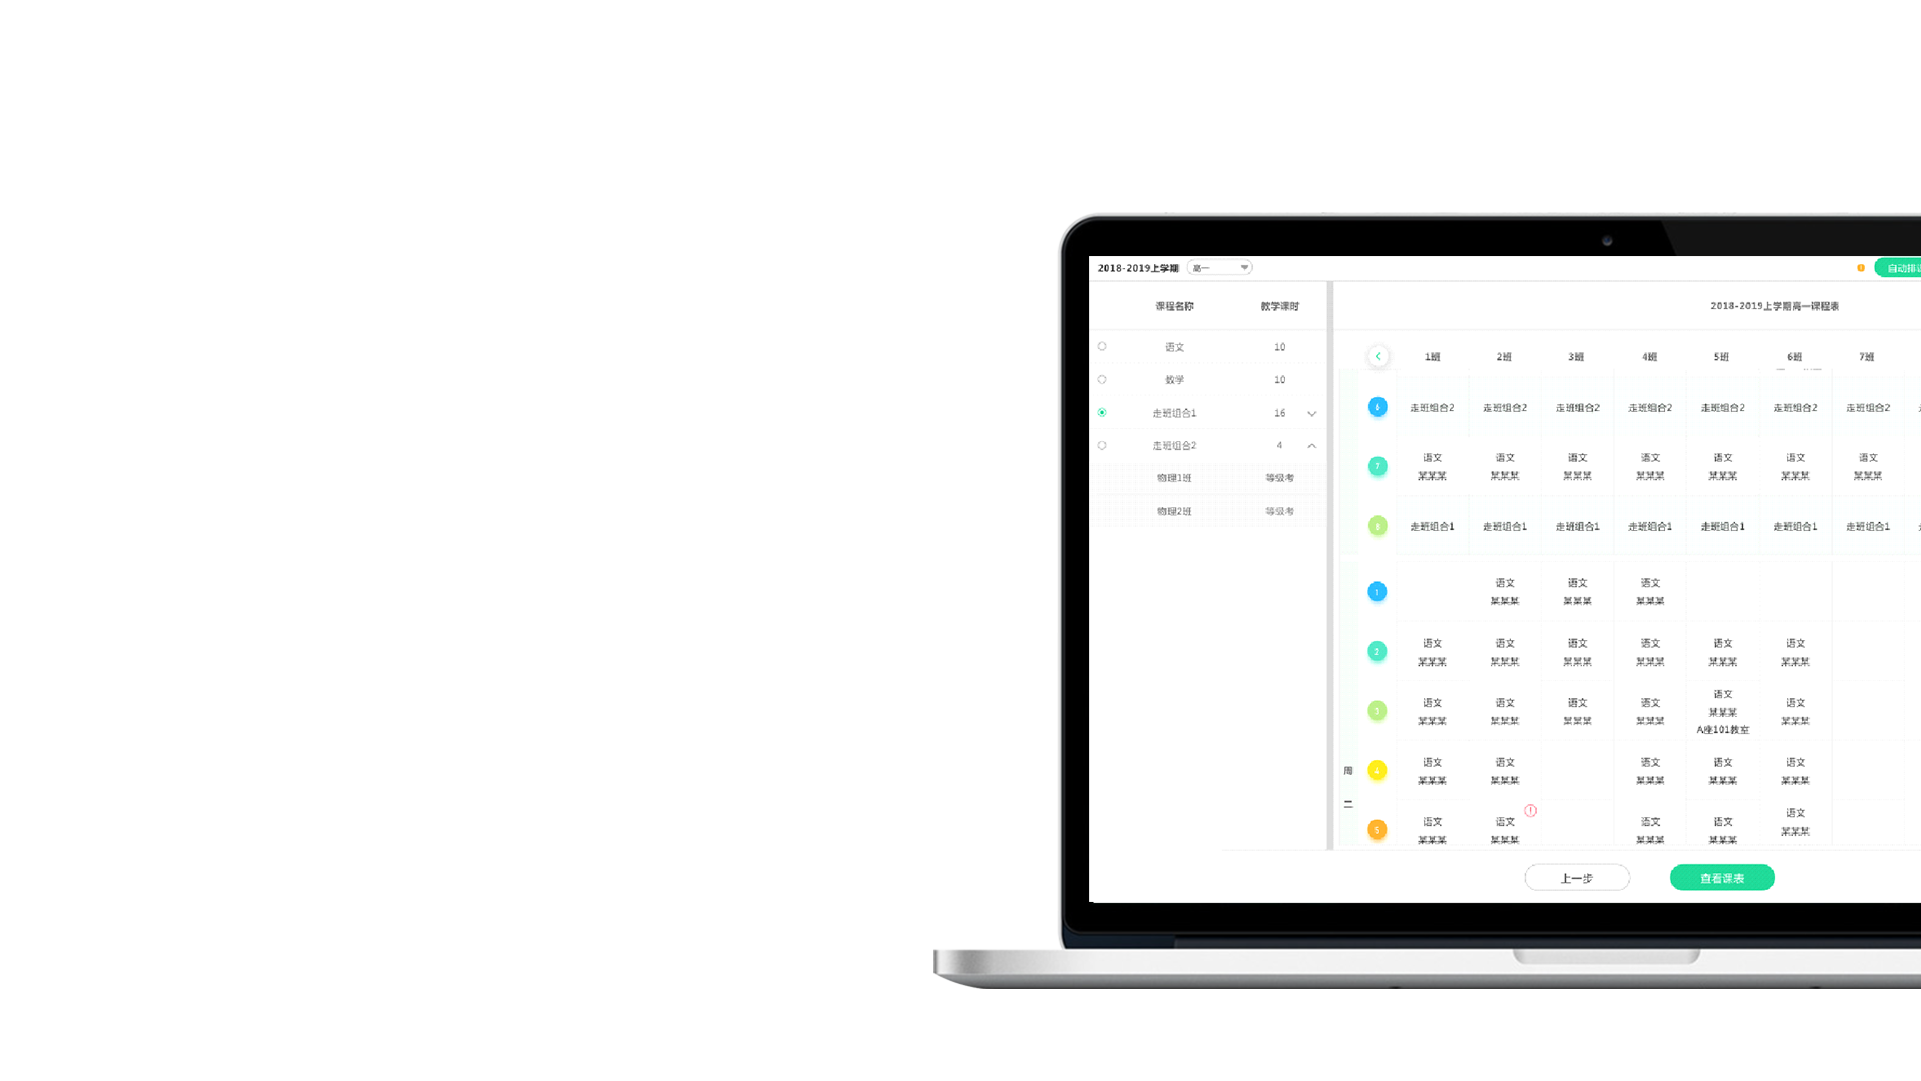 2018-2019上学期 高一
课程名称 教学课时
语文 10
数学 10
走班组合1 16
走班组合2 4
物理1班 等级考
物理2班 等级考
2018-2019上学期高一课程表
1班 2班 3班 4班 5班 6班 7班
6 走班组合2 走班组合2 走班组合2 走班组合2 走班组合2 走班组合2 走班组合2
7 语文 语文 语文 语文 语文 语文 语文
某某某 某某某 某某某 某某某 某某某 某某某 某某某
8 走班组合1 走班组合1 走班组合1 走班组合1 走班组合1 走班组合1 走班组合1
1 语文 语文 语文
某某某 某某某 某某某
2 语文 语文 语文 语文 语文 语文
某某某 某某某 某某某 某某某 某某某 某某某
3 语文 语文 语文 语文 语文 语文
某某某 某某某 某某某 某某某 某某某 某某某
A座101教室
周二
4 语文 语文 语文 语文 语文
某某某 某某某 某某某 某某某 某某某
5 语文 语文 语文 语文 语文
某某某 某某某 某某某 某某某 某某某
上一步 查看课表
自动排